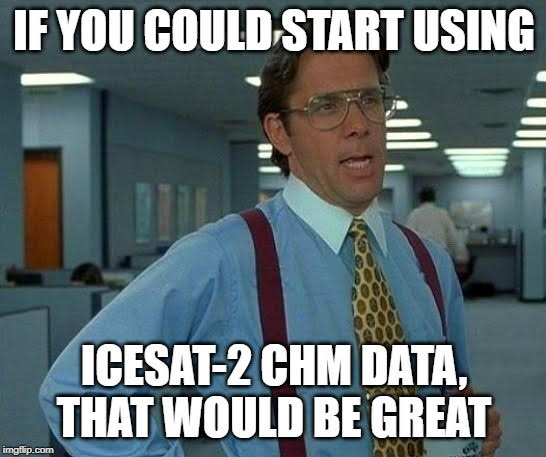 IF YOU COULD START USING
ICESAT-2 CHM DATA,
THAT WOULD BE GREAT
imgflip.com